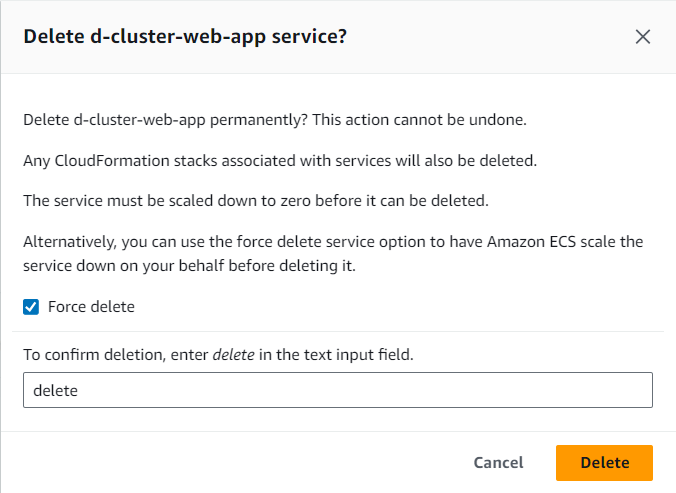 Delete d-cluster-web-app service?
Delete d-cluster-web-app permanently? This action cannot be undone.
Any CloudFormation stacks associated with services will also be deleted.
The service must be scaled down to zero before it can be deleted.
Alternatively, you can use the force delete service option to have Amazon ECS scale the
service down on your behalf before deleting it.
Force delete
To confirm deletion, enter delete in the text input field.
delete
Cancel
Delete